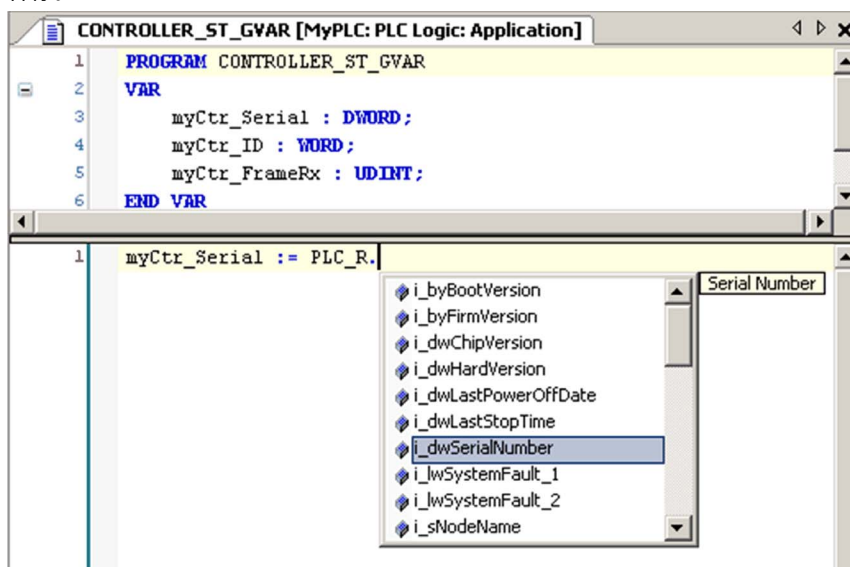 CONTROLLER_ST_GVAR [MyPLC: PLC Logic: Application]
1 PROGRAM CONTROLLER_ST_GVAR
2 VAR
3 myCtr_Serial : DWORD;
4 myCtr_ID : WORD;
5 myCtr_FrameRx : UDINT;
6 END_VAR
1 myCtr_Serial := PLC_R.
i_byBootVersion
Serial Number
i_byFirmVersion
i_dwChipVersion
i_dwHardVersion
i_dwLastPowerOffDate
i_dwLastStopTime
i_dwSerialNumber
i_lwSystemFault_1
i_lwSystemFault_2
i_sNodeName